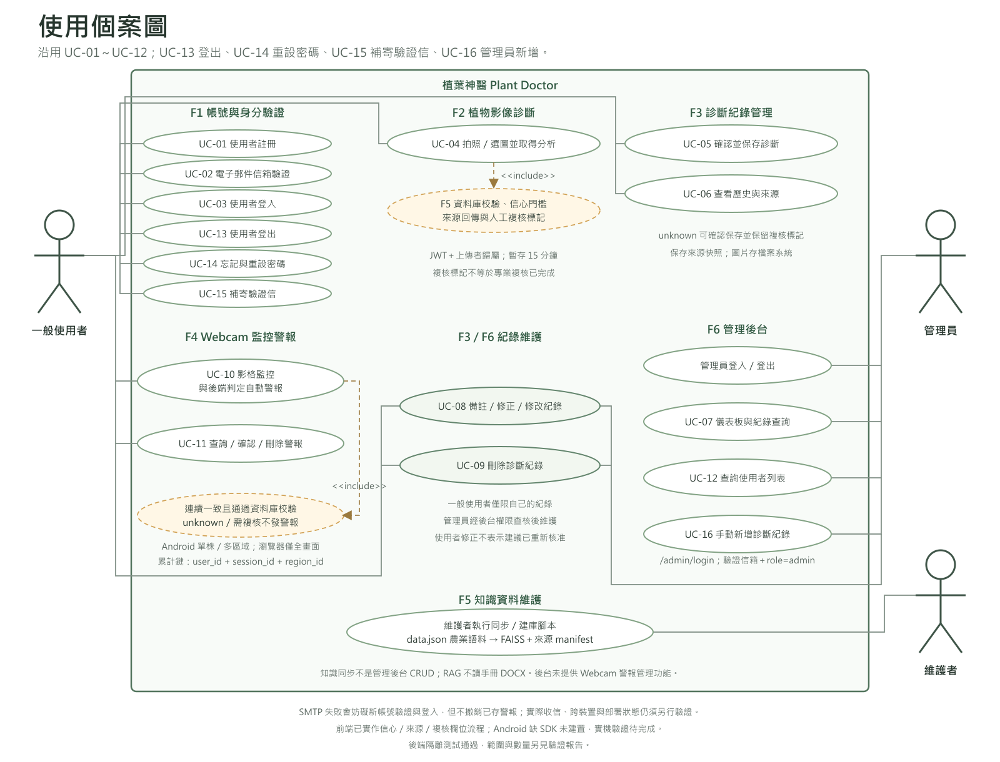 使用個案圖
沿用 UC-01～UC-12；UC-13 登出、UC-14 重設密碼、UC-15 補寄驗證信、UC-16 管理員新增。
植葉神醫 Plant Doctor
F1 帳號與身分驗證
UC-01 使用者註冊
UC-02 電子郵件信箱驗證
UC-03 使用者登入
UC-13 使用者登出
UC-14 忘記與重設密碼
UC-15 補寄驗證信
F2 植物影像診斷
UC-04 拍照 / 選圖並取得分析
<<include>>
F5 資料庫校驗、信心門檻
來源回傳與人工複核標記
JWT + 上傳者歸屬；暫存 15 分鐘
複核標記不等於專業複核已完成
F3 診斷紀錄管理
UC-05 確認並保存診斷
UC-06 查看歷史與來源
unknown 可確認保存並保留複核標記
保存來源快照；圖片存檔案系統
一般使用者
管理員
F4 Webcam 監控警報
UC-10 影格監控
與後端判定自動警報
UC-11 查詢 / 確認 / 刪除警報
<<include>>
連續一致且通過資料庫校驗
unknown / 需複核不發警報
Android 單株 / 多區域；瀏覽器僅全畫面
累計鍵：user_id + session_id + region_id
F3 / F6 紀錄維護
UC-08 備註 / 修正 / 修改紀錄
UC-09 刪除診斷紀錄
一般使用者僅限自己的紀錄
管理員經後台權限查核後維護
使用者修正不表示建議已重新核准
F6 管理後台
管理員登入 / 登出
UC-07 儀表板與紀錄查詢
UC-12 查詢使用者列表
UC-16 手動新增診斷紀錄
/admin/login；驗證信箱 + role=admin
F5 知識資料維護
維護者執行同步 / 建庫腳本
data.json 農業語料 → FAISS + 來源 manifest
維護者
知識同步不是管理後台 CRUD；RAG 不讀手冊 DOCX。後台未提供 Webcam 警報管理功能。
SMTP 失敗會妨礙新帳號驗證與登入，但不撤銷已存警報；實際收信、跨裝置與部署狀態仍須另行驗證。
前端已實作信心 / 來源 / 複核欄位流程；Android 缺 SDK 未建置，實機驗證待完成。
後端隔離測試通過，範圍與數量另見驗證報告。